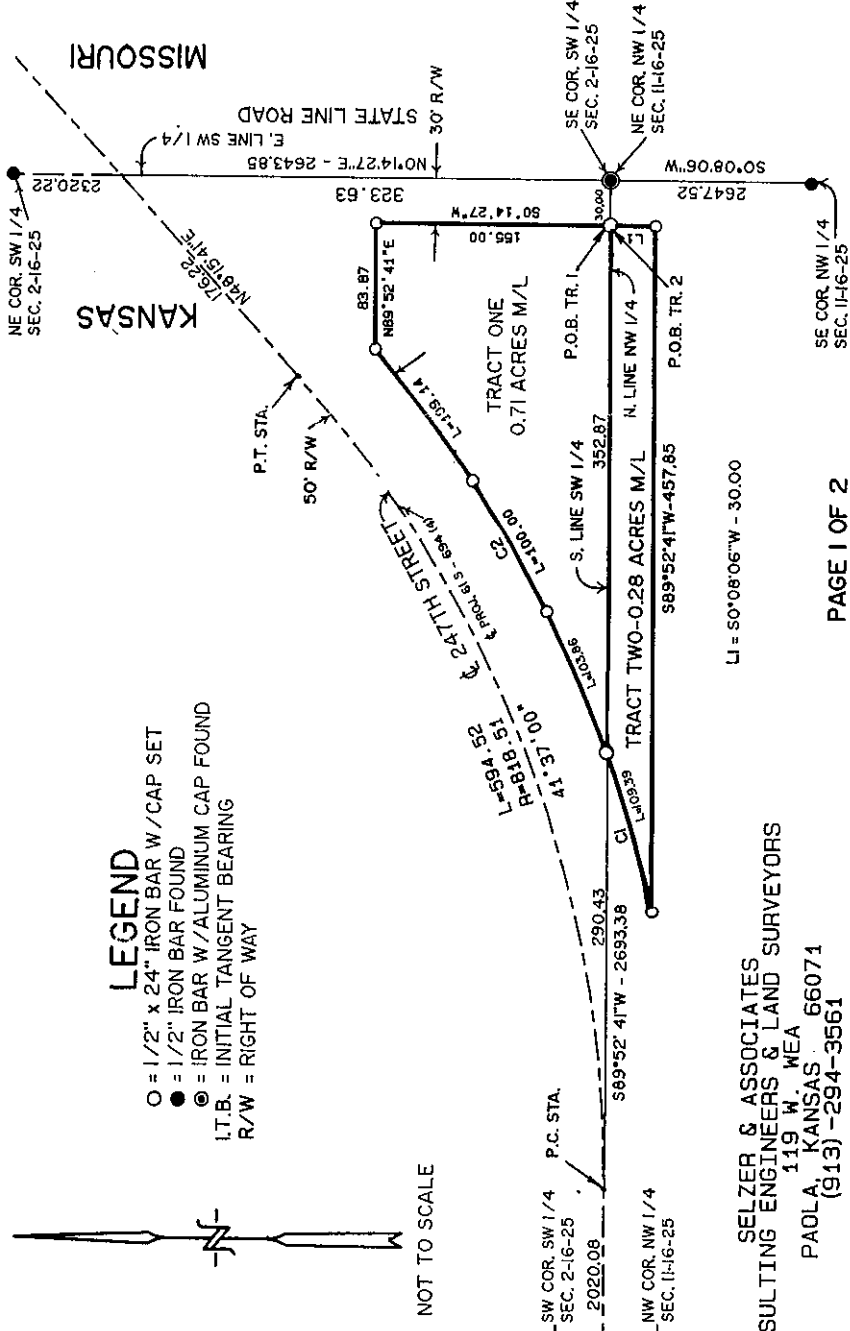 NE COR. SW 1/4
SEC. 2-16-25
2320.22
MISSOURI
KANSAS
176.22
N48°15'41"E
STATE LINE ROAD
E. LINE SW 1/4
N0°14'27"E - 2643.85
323.63
30' R/W
P.T. STA.
50' R/W
83.87
N89°52'41"E
S0°14'27"W
L=139.14
TRACT ONE
0.71 ACRES M/L
₵ 247TH STREET
₵ PROJ. 61 S - 694 (4)
C2
L=100.00
L=103.86
L=594.52
R=818.51
41°37'00"
SE COR. SW 1/4
SEC. 2-16-25
NE COR. NW 1/4
SEC. 11-16-25
30.00
P.O.B. TR. 1
L1
P.O.B. TR. 2
S. LINE SW 1/4
352.87
N. LINE NW 1/4
TRACT TWO-0.28 ACRES M/L
S89°52'41"W-457.85
L=109.39
C1
S0°08'06"W
2647.52
SE COR. NW 1/4
SEC. 11-16-25
L1 = S0°08'06"W - 30.00
LEGEND
= 1/2" x 24" IRON BAR W/CAP SET
= 1/2" IRON BAR FOUND
= IRON BAR W/ALUMINUM CAP FOUND
I.T.B. = INITIAL TANGENT BEARING
R/W = RIGHT OF WAY
N
NOT TO SCALE
P.C. STA.
290.43
S89°52'41"W - 2693.38
SW COR. SW 1/4
SEC. 2-16-25
2020.08
NW COR. NW 1/4
SEC. 11-16-25
SELZER & ASSOCIATES
SULTING ENGINEERS & LAND SURVEYORS
119 W. WEA
PAOLA, KANSAS 66071
(913)-294-3561
PAGE 1 OF 2